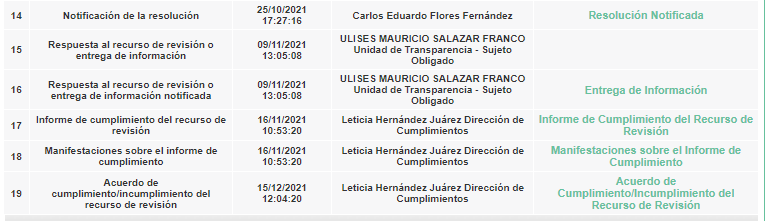 14 Notificación de la resolución 25/10/2021 17:27:16 Carlos Eduardo Flores Fernández Resolución Notificada
15 Respuesta al recurso de revisión o entrega de información 09/11/2021 13:05:08 ULISES MAURICIO SALAZAR FRANCO Unidad de Transparencia - Sujeto Obligado
16 Respuesta al recurso de revisión o entrega de información notificada 09/11/2021 13:05:08 ULISES MAURICIO SALAZAR FRANCO Unidad de Transparencia - Sujeto Obligado Entrega de Información
17 Informe de cumplimiento del recurso de revisión 16/11/2021 10:53:20 Leticia Hernández Juárez Dirección de Cumplimientos Informe de Cumplimiento del Recurso de Revisión
18 Manifestaciones sobre el informe de cumplimiento 16/11/2021 10:53:20 Leticia Hernández Juárez Dirección de Cumplimientos Manifestaciones sobre el Informe de Cumplimiento
19 Acuerdo de cumplimiento/incumplimiento del recurso de revisión 15/12/2021 12:04:20 Leticia Hernández Juárez Dirección de Cumplimientos Acuerdo de Cumplimiento/Incumplimiento del Recurso de Revisión